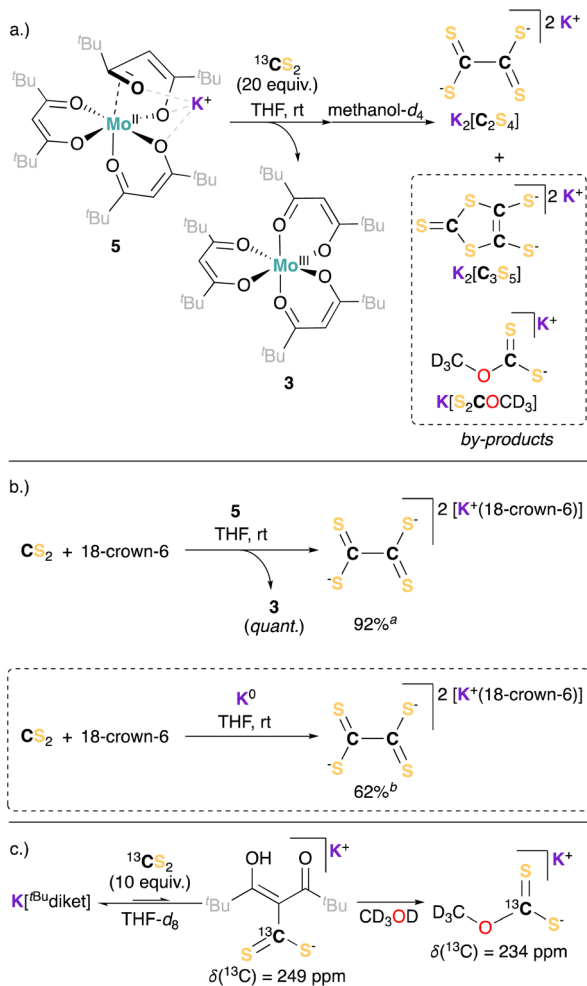 a.)
tBu
tBu
O
O
K+
tBu
O
MoII
O
O
tBu
O
tBu
tBu
5
13CS2
(20 equiv.)
THF, rt
methanol-d4
S
S-
2 K+
C
C
-S
S
K2[C2S4]
+
tBu
tBu
O
tBu
O
O
MoIII
O
O
tBu
O
tBu
tBu
3
S
S-
2 K+
S
C
C
C
S
S-
K2[C3S5]
K+
S
D3C
O
C
S-
K[S2COCD3]
by-products
b.)
CS2 + 18-crown-6
5
THF, rt
3
(quant.)
S
S-
2 [K+(18-crown-6)]
C
C
-S
S
92%a
CS2 + 18-crown-6
K0
THF, rt
S
S-
2 [K+(18-crown-6)]
C
C
-S
S
62%b
c.)
K[tBudiket]
13CS2
(10 equiv.)
THF-d8
OH
O
K+
tBu
tBu
13C
S
S-
δ(13C) = 249 ppm
CD3OD
K+
S
D3C
O
13C
S-
δ(13C) = 234 ppm